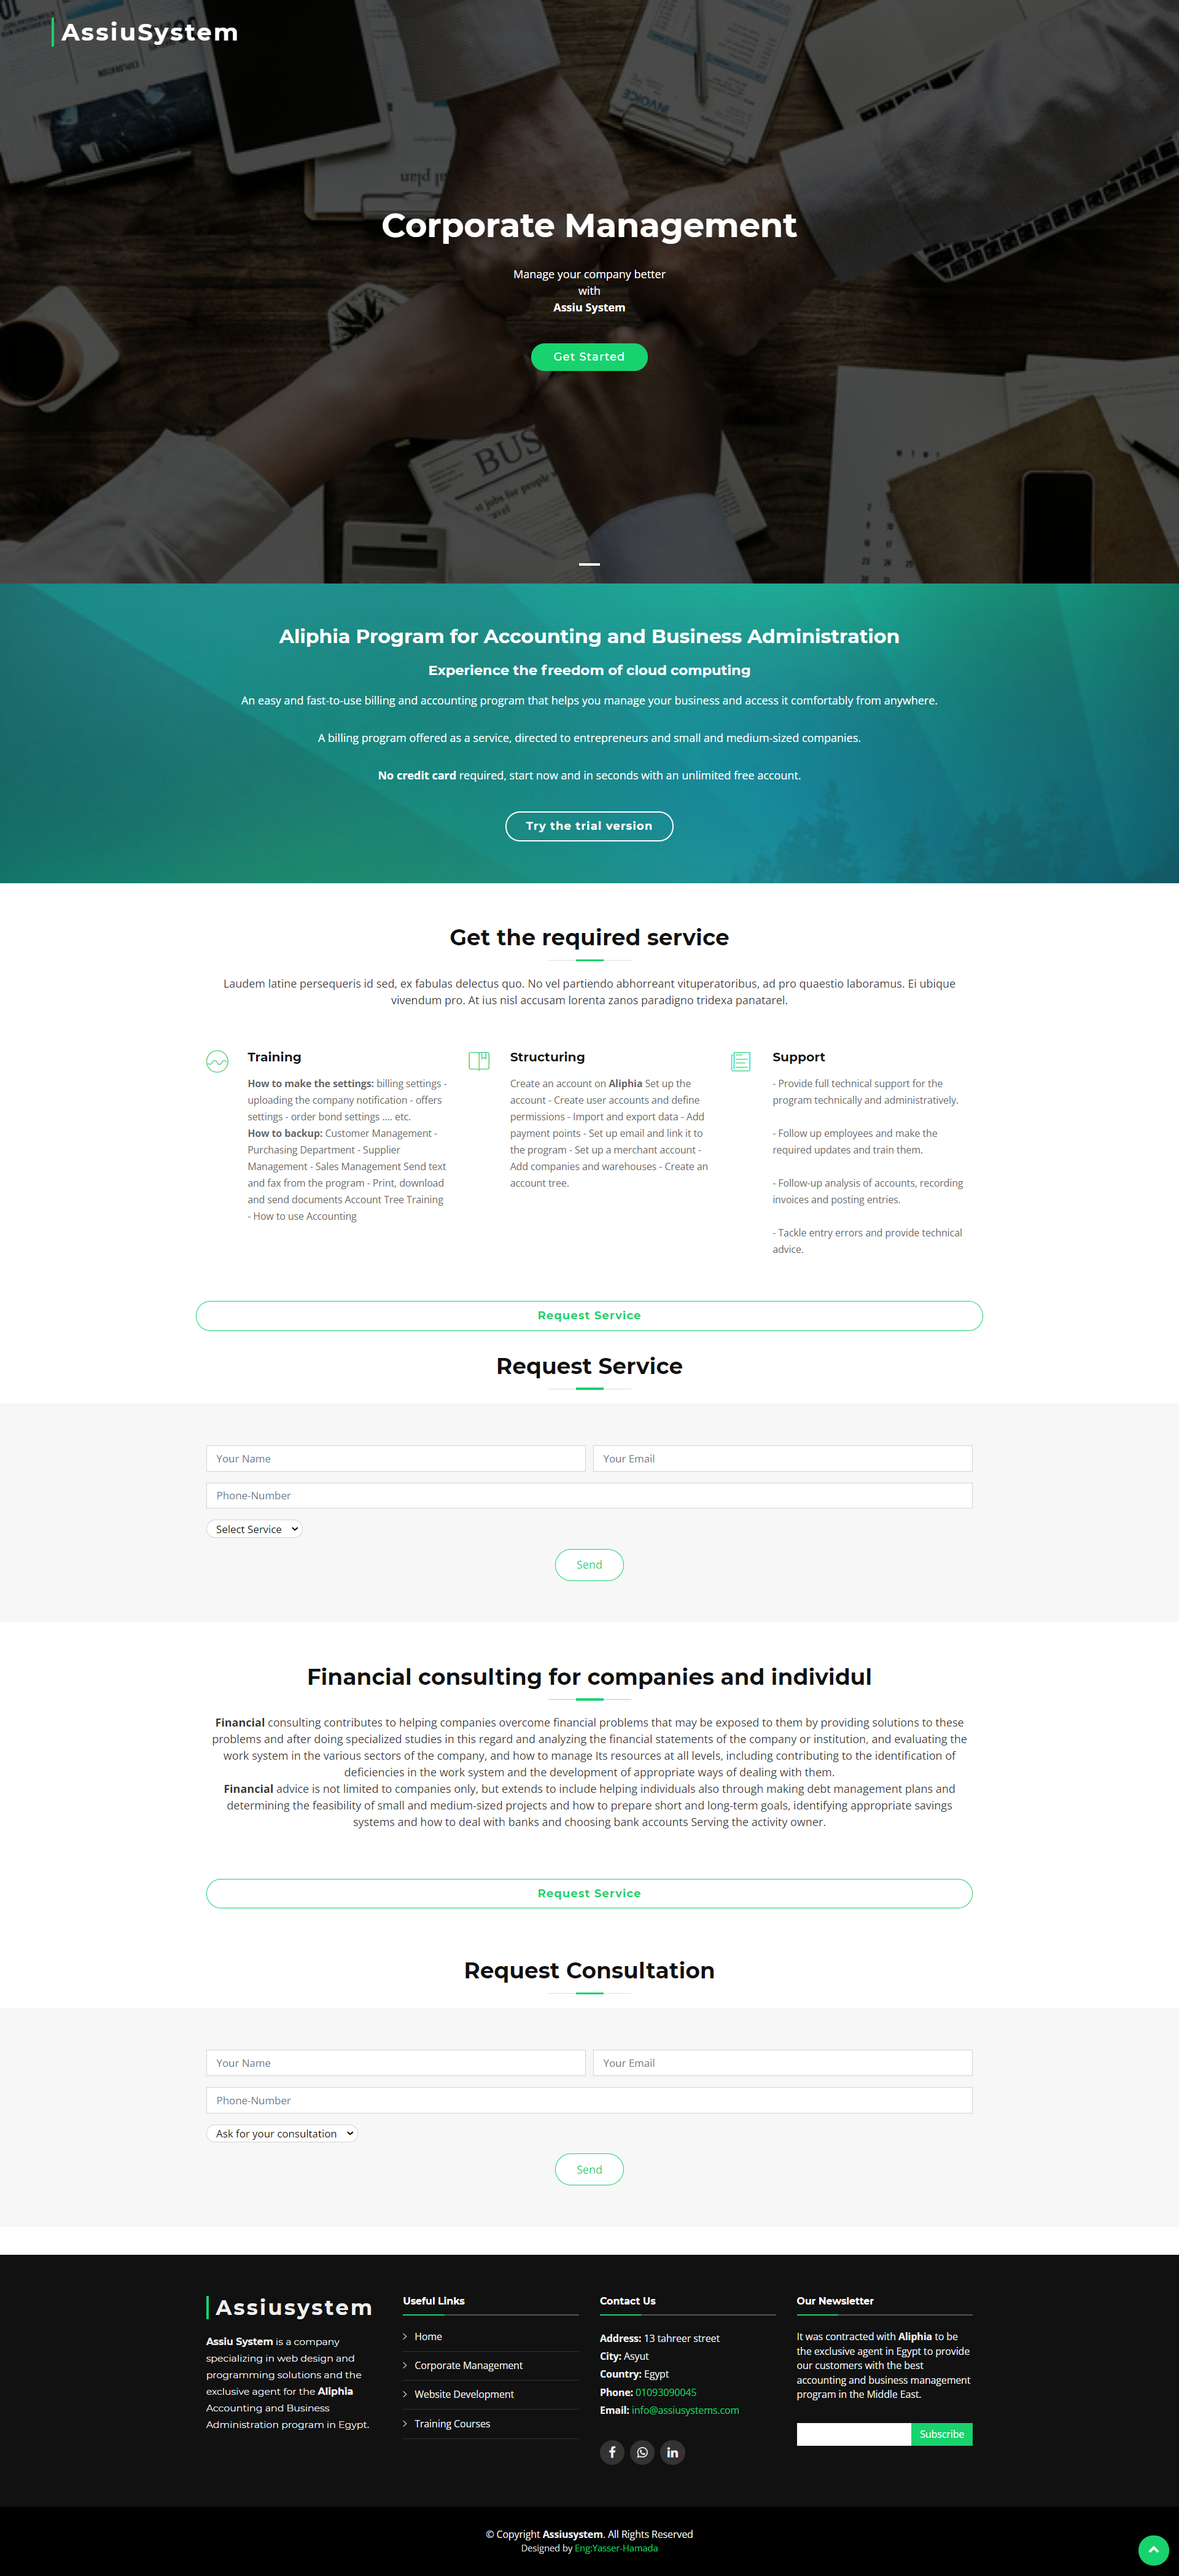 AssiuSystem
INVOICE
Corporate Management
Manage your company better
with
Assiu System
Get Started
BUS
Aliphia Program for Accounting and Business Administration
Experience the freedom of cloud computing
An easy and fast-to-use billing and accounting program that helps you manage your business and access it comfortably from anywhere.
A billing program offered as a service, directed to entrepreneurs and small and medium-sized companies.
No credit card required, start now and in seconds with an unlimited free account.
Try the trial version
Get the required service
Laudem latine persequeris id sed, ex fabulas delectus quo. No vel partiendo abhorreant vituperatoribus, ad pro quaestio laboramus. Ei ubique
vivendum pro. At ius nisl accusam lorenta zanos paradigno tridexa panatarel.
Training
How to make the settings: billing settings -
uploading the company notification - offers
settings - order bond settings .... etc.
How to backup: Customer Management -
Purchasing Department - Supplier
Management - Sales Management Send text
and fax from the program - Print, download
and send documents Account Tree Training
- How to use Accounting
Structuring
Create an account on Aliphia Set up the
account - Create user accounts and define
permissions - Import and export data - Add
payment points - Set up email and link it to
the program - Set up a merchant account -
Add companies and warehouses - Create an
account tree.
Support
- Provide full technical support for the
program technically and administratively.
- Follow up employees and make the
required updates and train them.
- Follow-up analysis of accounts, recording
invoices and posting entries.
- Tackle entry errors and provide technical
advice.
Request Service
Request Service
Your Name
Your Email
Phone-Number
Select Service
Send
Financial consulting for companies and individul
Financial consulting contributes to helping companies overcome financial problems that may be exposed to them by providing solutions to these
problems and after doing specialized studies in this regard and analyzing the financial statements of the company or institution, and evaluating the
work system in the various sectors of the company, and how to manage Its resources at all levels, including contributing to the identification of
deficiencies in the work system and the development of appropriate ways of dealing with them.
Financial advice is not limited to companies only, but extends to include helping individuals also through making debt management plans and
determining the feasibility of small and medium-sized projects and how to prepare short and long-term goals, identifying appropriate savings
systems and how to deal with banks and choosing bank accounts Serving the activity owner.
Request Service
Request Consultation
Your Name
Your Email
Phone-Number
Ask for your consultation
Send
Assiusystem
Assiu System is a company
specializing in web design and
programming solutions and the
exclusive agent for the Aliphia
Accounting and Business
Administration program in Egypt.
Useful Links
Home
Corporate Management
Website Development
Training Courses
Contact Us
Address: 13 tahreer street
City: Asyut
Country: Egypt
Phone: 01093090045
Email: info@assiusystems.com
Our Newsletter
It was contracted with Aliphia to be
the exclusive agent in Egypt to provide
our customers with the best
accounting and business management
program in the Middle East.
Subscribe
© Copyright Assiusystem. All Rights Reserved
Designed by Eng:Yasser-Hamada